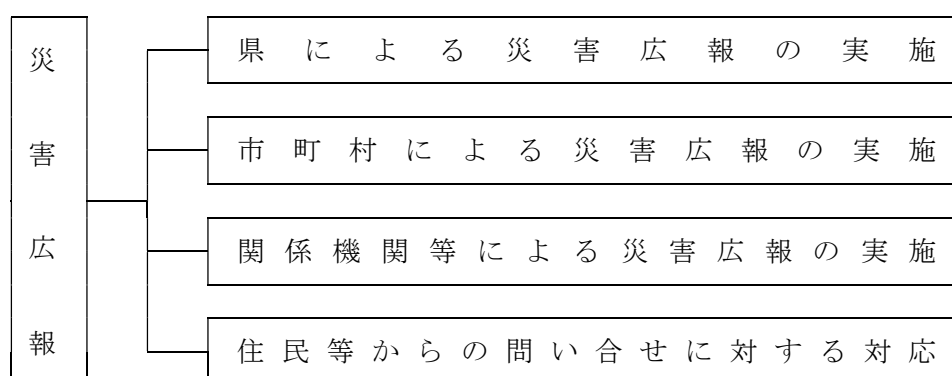 災害広報
県による災害広報の実施
市町村による災害広報の実施
関係機関等による災害広報の実施
住民等からの問い合せに対する対応